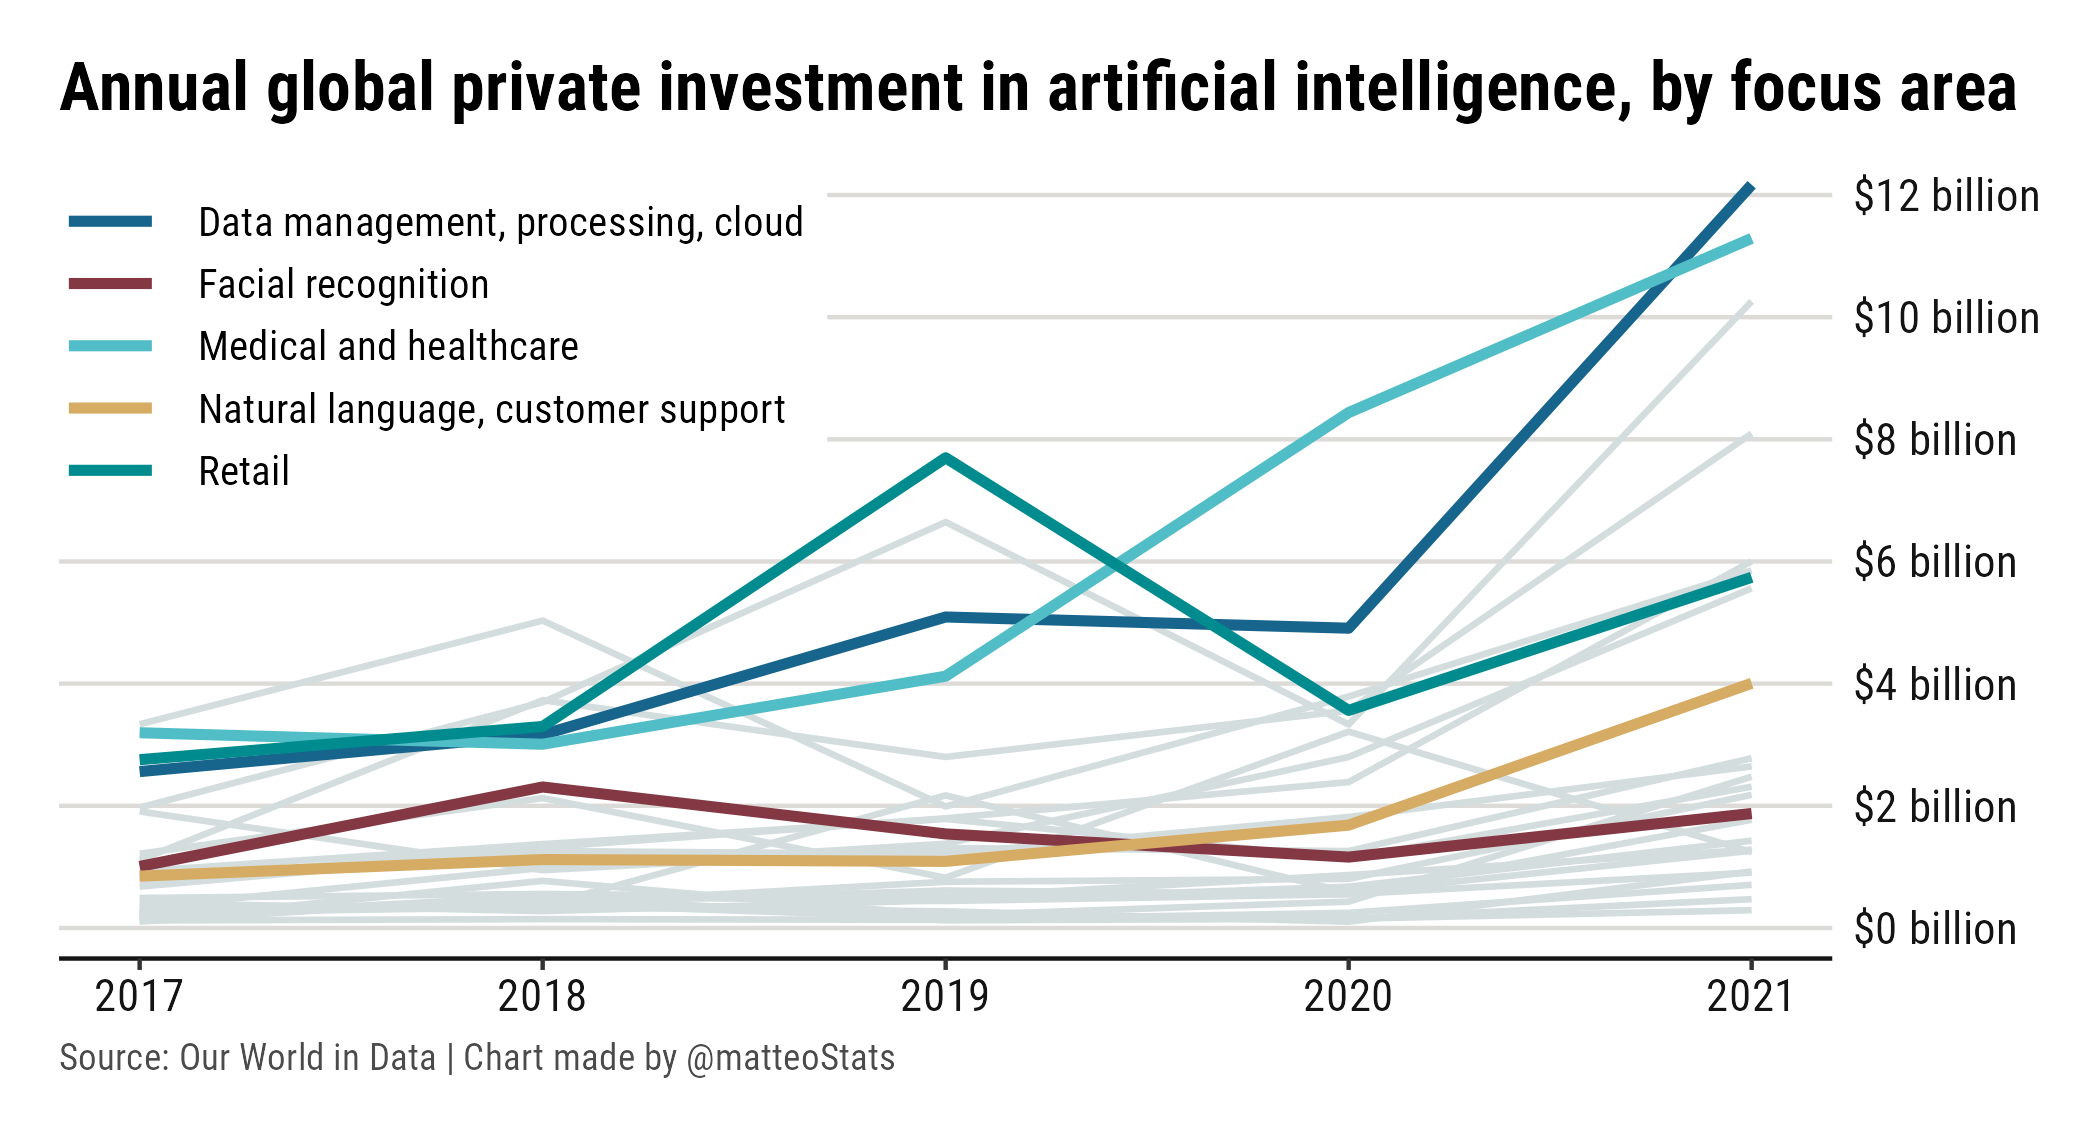 Annual global private investment in artificial intelligence, by focus area
Data management, processing, cloud
Facial recognition
Medical and healthcare
Natural language, customer support
Retail
$12 billion
$10 billion
$8 billion
$6 billion
$4 billion
$2 billion
$0 billion
2017 2018 2019 2020 2021
Source: Our World in Data | Chart made by @matteoStats